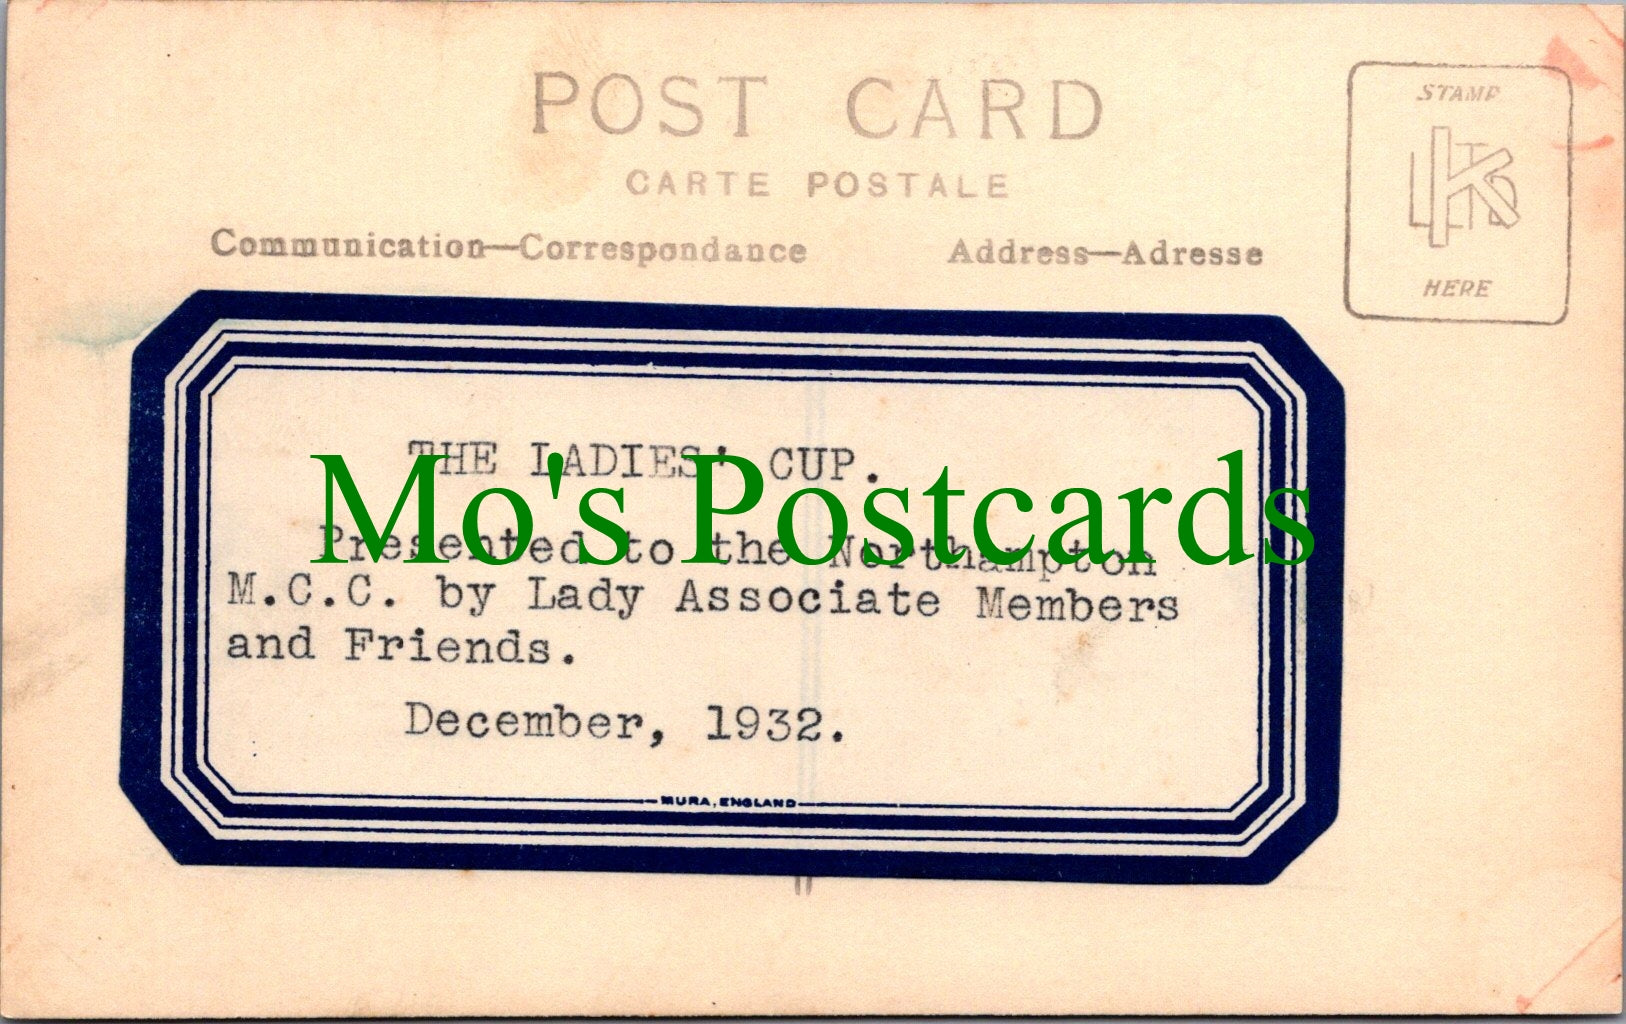 POST CARD
CARTE POSTALE
Communication—Correspondance
Address—Adresse
STAMP
K LTD
HERE
THE LADIES' CUP.
Presented to the Northampton
M.C.C. by Lady Associate Members
and Friends.
December, 1932.
MURA, ENGLAND
Mo's Postcards